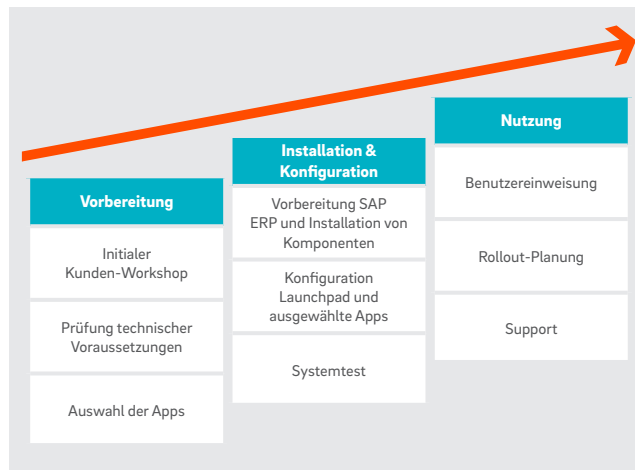 Vorbereitung
Initialer
Kunden-Workshop
Prüfung technischer
Voraussetzungen
Auswahl der Apps
Installation &
Konfiguration
Vorbereitung SAP
ERP und Installation von
Komponenten
Konfiguration
Launchpad und
ausgewählte Apps
Systemtest
Nutzung
Benutzereinweisung
Rollout-Planung
Support